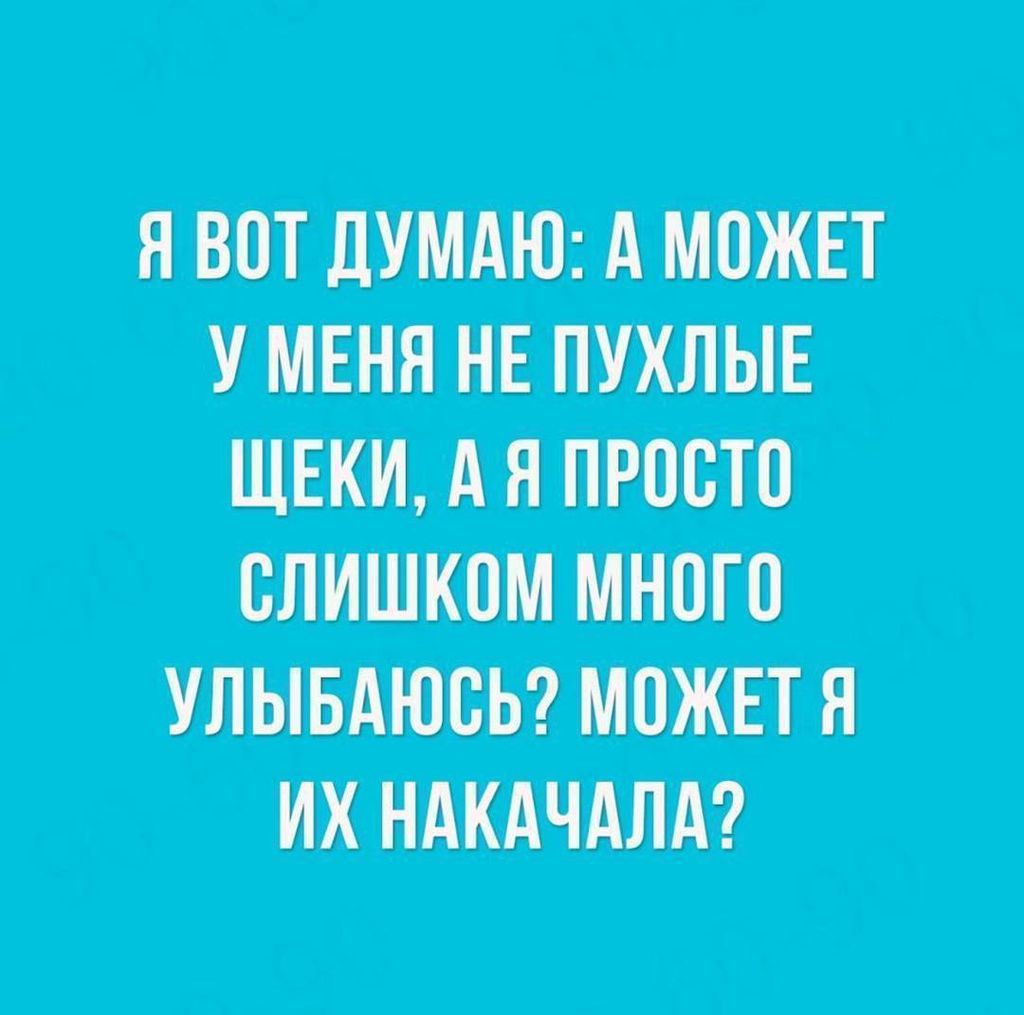 Я ВОТ ДУМАЮ: А МОЖЕТ
У МЕНЯ НЕ ПУХЛЫЕ
ЩЕКИ, А Я ПРОСТО
СЛИШКОМ МНОГО
УЛЫБАЮСЬ? МОЖЕТ Я
ИХ НАКАЧАЛА?